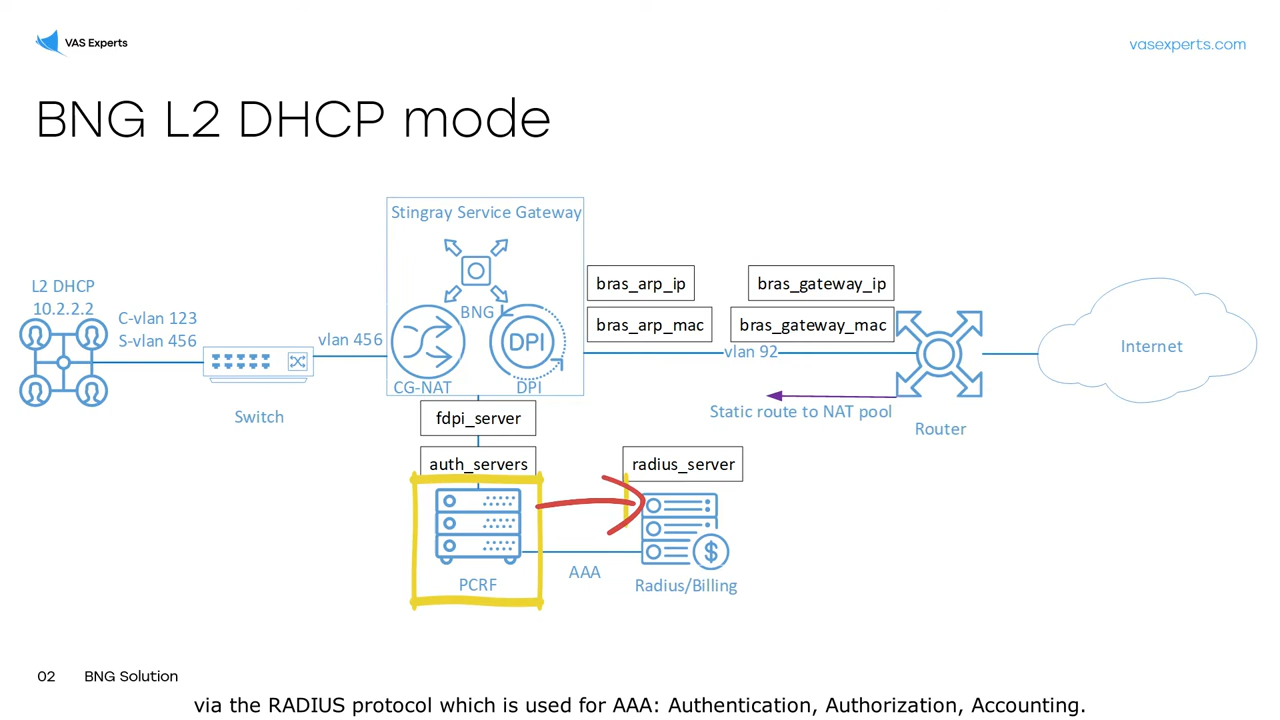 VAS Experts
vasexperts.com
BNG L2 DHCP mode
Stingray Service Gateway
L2 DHCP
10.2.2.2
C-vlan 123
S-vlan 456
vlan 456
BNG
DPI
CG-NAT
DPI
bras_arp_ip
bras_gateway_ip
bras_arp_mac
bras_gateway_mac
vlan 92
Internet
Switch
fdpi_server
Static route to NAT pool
Router
auth_servers
radius_server
$
AAA
PCRF
Radius/Billing
02
BNG Solution
via the RADIUS protocol which is used for AAA: Authentication, Authorization, Accounting.